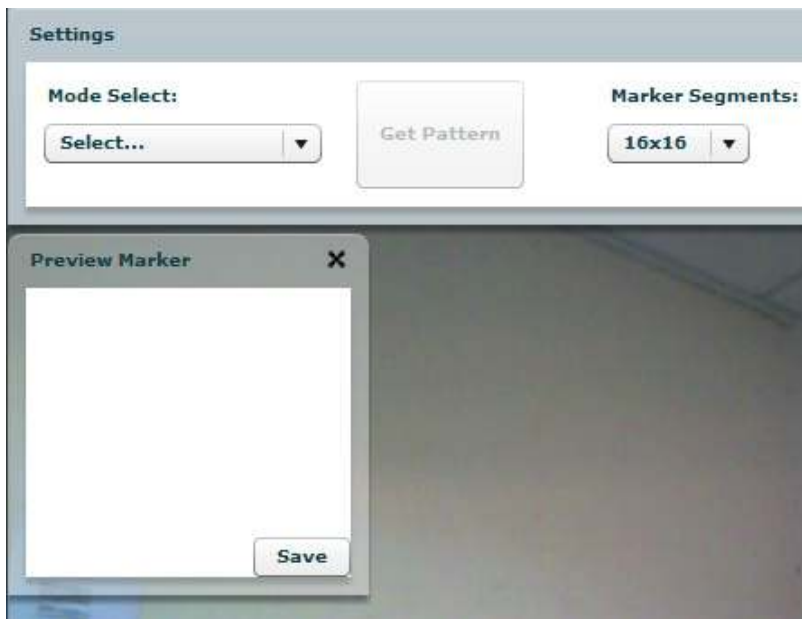 Settings
Mode Select:
Marker Segments:
Select...
Get Pattern
16x16
Preview Marker
Save